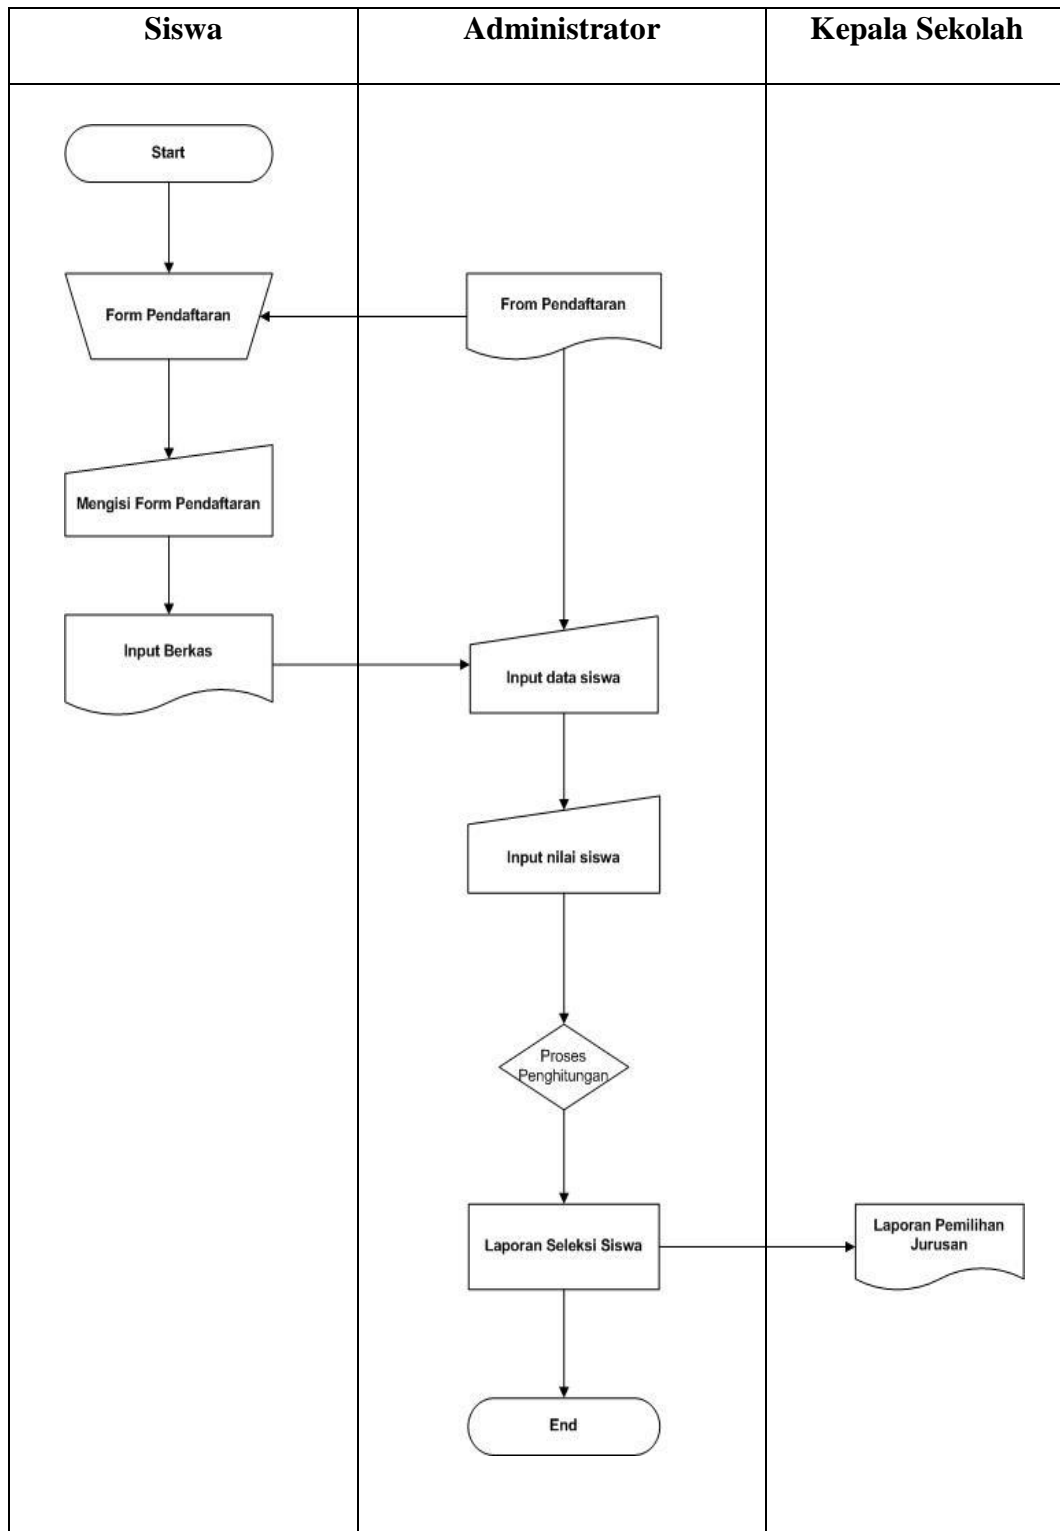 Siswa
Administrator
Kepala Sekolah
Start
Form Pendaftaran
From Pendaftaran
Mengisi Form Pendaftaran
Input Berkas
Input data siswa
Input nilai siswa
Proses
Penghitungan
Laporan Seleksi Siswa
Laporan Pemilihan
Jurusan
End